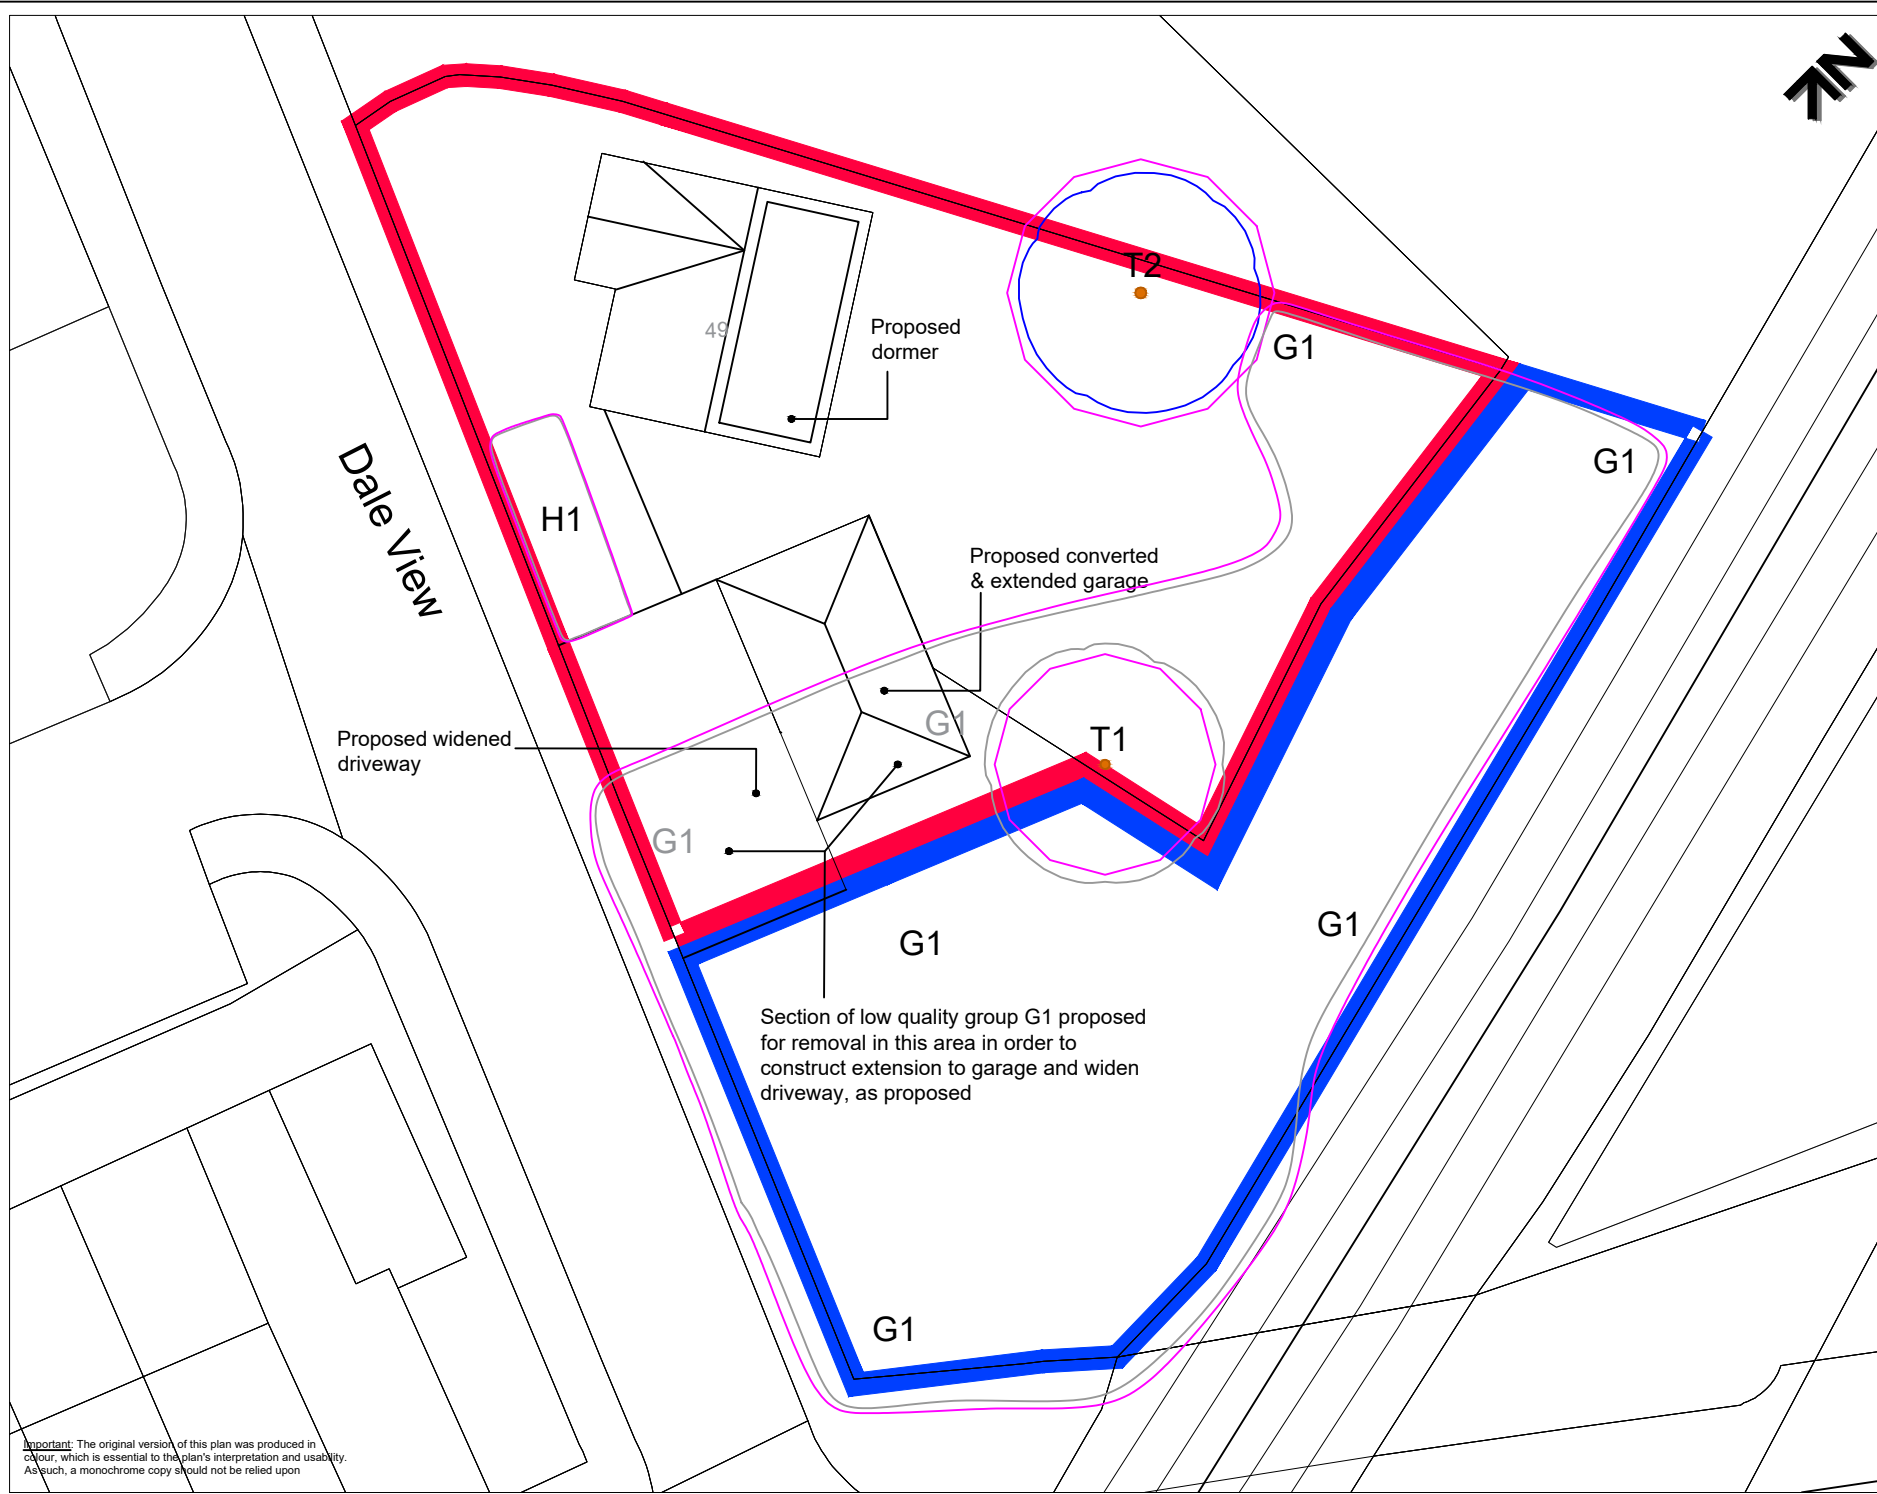 N
T2
G1
49
Proposed
dormer
G1
Dale View
H1
Proposed converted
& extended garage
G1
T1
Proposed widened
driveway
G1
G1
G1
Section of low quality group G1 proposed
for removal in this area in order to
construct extension to garage and widen
driveway, as proposed
G1
Important: The original version of this plan was produced in
colour, which is essential to the plan's interpretation and usability.
As such, a monochrome copy should not be relied upon